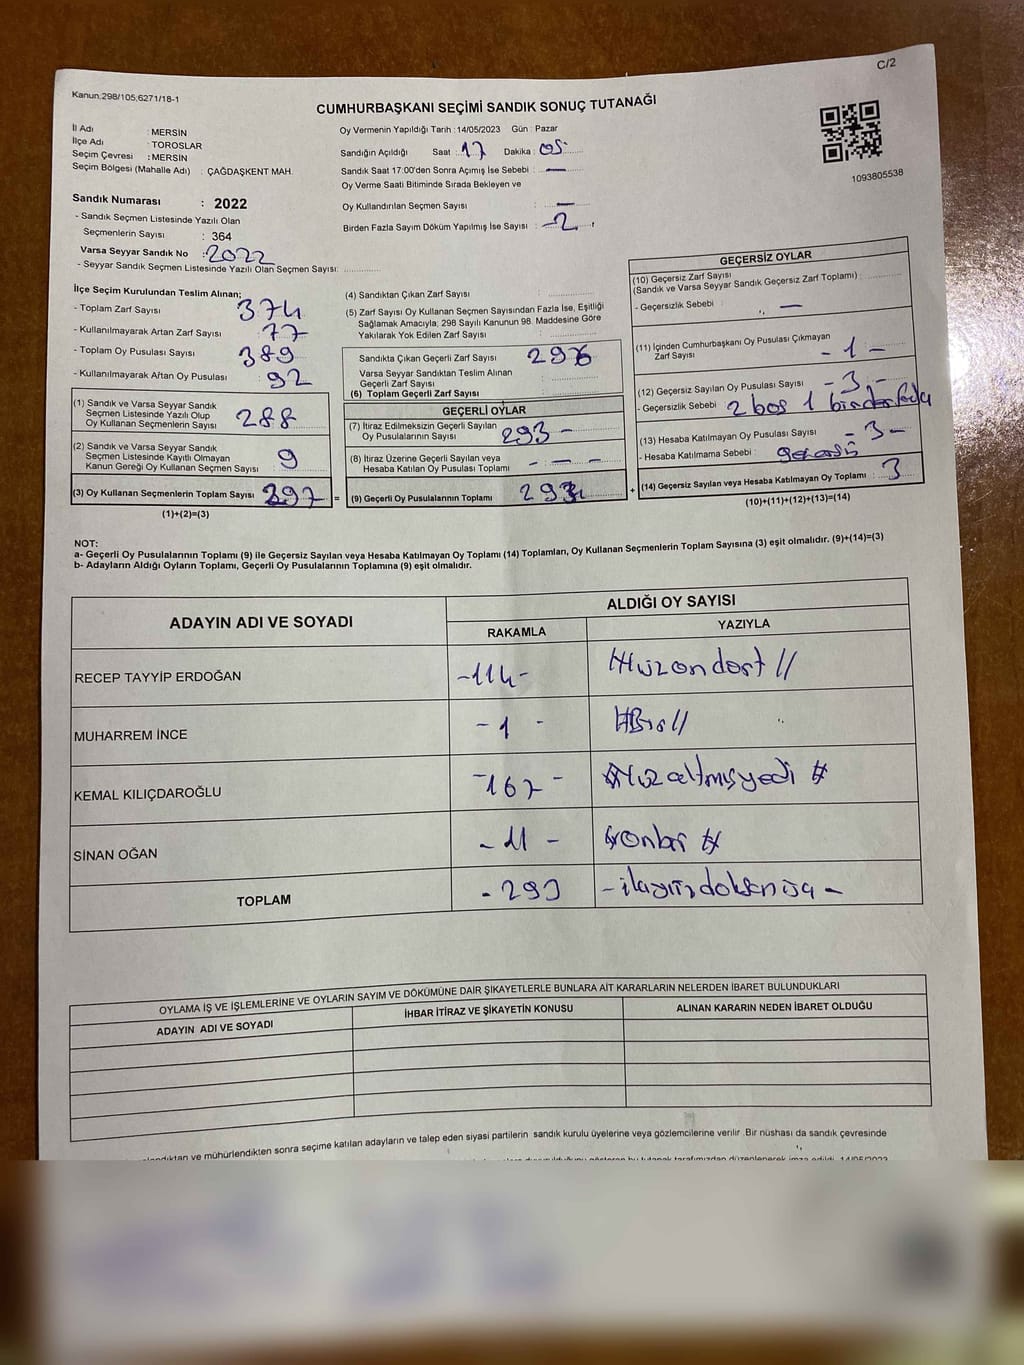 C/2
Kanun:298/105,6271/18-1
CUMHURBAŞKANI SEÇİMİ SANDIK SONUÇ TUTANAĞI
İl Adı : MERSİN
İlçe Adı : TOROSLAR
Seçim Çevresi : MERSİN
Seçim Bölgesi (Mahalle Adı) : ÇAĞDAŞKENT MAH.
Sandık Numarası : 2022
- Sandık Seçmen Listesinde Yazılı Olan
Seçmenlerin Sayısı : 364
Varsa Seyyar Sandık No : 2022
- Seyyar Sandık Seçmen Listesinde Yazılı Olan Seçmen Sayısı:
Oy Vermenin Yapıldığı Tarih : 14/05/2023 Gün : Pazar
Sandığın Açıldığı Saat : 17 Dakika : 05
Sandık Saat 17:00'den Sonra Açımış İse Sebebi : —
Oy Verme Saati Bitiminde Sırada Bekleyen ve
Oy Kullandırılan Seçmen Sayısı : —
Birden Fazla Sayım Döküm Yapılmış İse Sayısı : -2
1093805538
İlçe Seçim Kurulundan Teslim Alınan;
- Toplam Zarf Sayısı : 374
- Kullanılmayarak Artan Zarf Sayısı : 77
- Toplam Oy Pusulası Sayısı : 389
- Kullanılmayarak Artan Oy Pusulası : 92
(1) Sandık ve Varsa Seyyar Sandık
Seçmen Listesinde Yazılı Olup
Oy Kullanan Seçmenlerin Sayısı : 288
(2) Sandık ve Varsa Seyyar Sandık
Seçmen Listesinde Kayıtlı Olmayan
Kanun Gereği Oy Kullanan Seçmen Sayısı : 9
(3) Oy Kullanan Seçmenlerin Toplam Sayısı : 297 =
(1)+(2)=(3)
(4) Sandıktan Çıkan Zarf Sayısı :
(5) Zarf Sayısı Oy Kullanan Seçmen Sayısından Fazla İse, Eşitliği
Sağlamak Amacıyla; 298 Sayılı Kanunun 98. Maddesine Göre
Yakılarak Yok Edilen Zarf Sayısı :
Sandıkta Çıkan Geçerli Zarf Sayısı : 296
Varsa Seyyar Sandıktan Teslim Alınan
Geçerli Zarf Sayısı :
(6) Toplam Geçerli Zarf Sayısı :
GEÇERLİ OYLAR
(7) İtiraz Edilmeksizin Geçerli Sayılan
Oy Pusulalarının Sayısı : 293 -
(8) İtiraz Üzerine Geçerli Sayılan veya
Hesaba Katılan Oy Pusulası Toplamı : - - -
(9) Geçerli Oy Pusulalarının Toplamı : 293 +
GEÇERSİZ OYLAR
(10) Geçersiz Zarf Sayısı
(Sandık ve Varsa Seyyar Sandık Geçersiz Zarf Toplamı) :
- Geçersizlik Sebebi : —
(11) İçinden Cumhurbaşkanı Oy Pusulası Çıkmayan
Zarf Sayısı : - 1 -
(12) Geçersiz Sayılan Oy Pusulası Sayısı : - 3 -
- Geçersizlik Sebebi : 2 boş 1 birden fazla
(13) Hesaba Katılmayan Oy Pusulası Sayısı : - 3 -
- Hesaba Katılmama Sebebi :
(14) Geçersiz Sayılan veya Hesaba Katılmayan Oy Toplamı : 3
(10)+(11)+(12)+(13)=(14)
NOT:
a- Geçerli Oy Pusulalarının Toplamı (9) ile Geçersiz Sayılan veya Hesaba Katılmayan Oy Toplamı (14) Toplamları, Oy Kullanan Seçmenlerin Toplam Sayısına (3) eşit olmalıdır. (9)+(14)=(3)
b- Adayların Aldığı Oyların Toplamı, Geçerli Oy Pusulalarının Toplamına (9) eşit olmalıdır.
ADAYIN ADI VE SOYADI ALDIĞI OY SAYISI
RAKAMLA YAZIYLA
RECEP TAYYİP ERDOĞAN -114- Yüzondört //
MUHARREM İNCE - 1 - Bir //
KEMAL KILIÇDAROĞLU -167- # Yüzaltmışyedi #
SİNAN OĞAN - 11 - # onbir #
TOPLAM - 293
OYLAMA İŞ VE İŞLEMLERİNE VE OYLARIN SAYIM VE DÖKÜMÜNE DAİR ŞİKAYETLERLE BUNLARA AİT KARARLARIN NELERDEN İBARET BULUNDUKLARI
ADAYIN ADI VE SOYADI İHBAR İTİRAZ VE ŞİKAYETİN KONUSU ALINAN KARARIN NEDEN İBARET OLDUĞU
ve mühürlendikten sonra seçime katılan adayların ve talep eden siyasi partilerin sandık kurulu üyelerine veya gözlemcilerine verilir .Bir nüshası da sandık çevresinde